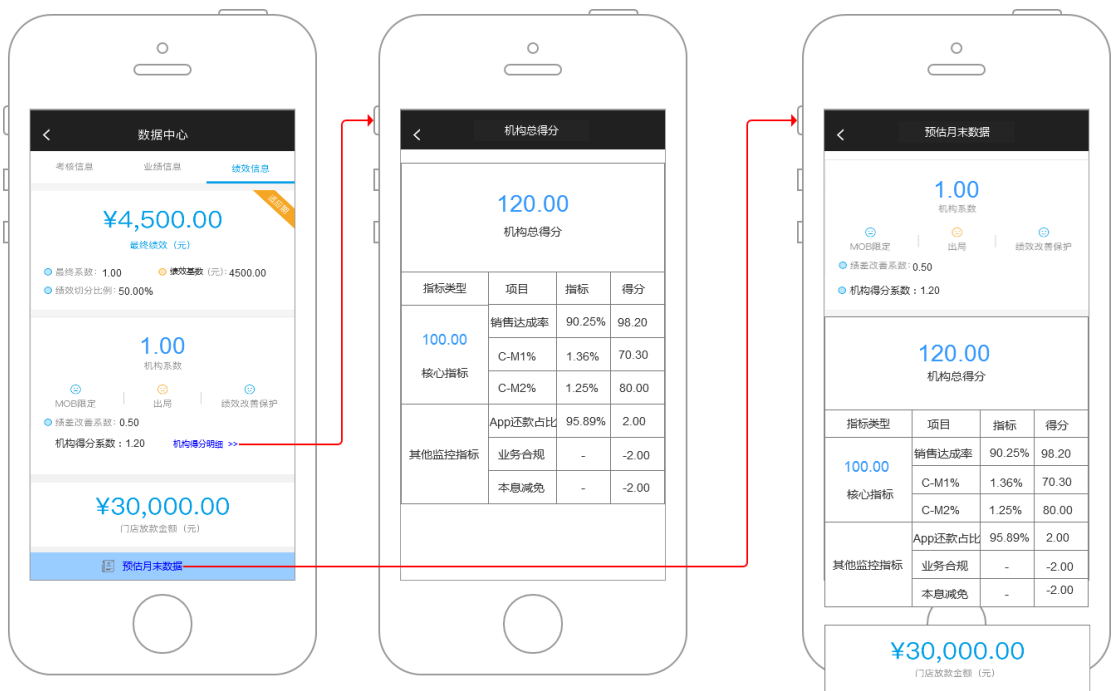 数据中心
考核信息 业绩信息 绩效信息
适应期
¥4,500.00
最终绩效（元）
最终系数：1.00 绩效基数（元）：4500.00
绩效切分比例：50.00%
1.00
机构系数
MOB限定 出局 绩效改善保护
绩差改善系数：0.50
机构得分系数：1.20 机构得分明细 >>
¥30,000.00
门店放款金额（元）
预估月末数据
机构总得分
120.00
机构总得分
指标类型 项目 指标 得分
销售达成率 90.25% 98.20
100.00
C-M1% 1.36% 70.30
核心指标
C-M2% 1.25% 80.00
App还款占比 95.89% 2.00
其他监控指标 业务合规 - -2.00
本息减免 - -2.00
预估月末数据
1.00
机构系数
MOB限定 出局 绩效改善保护
绩差改善系数：0.50
机构得分系数：1.20
120.00
机构总得分
指标类型 项目 指标 得分
销售达成率 90.25% 98.20
100.00
C-M1% 1.36% 70.30
核心指标
C-M2% 1.25% 80.00
App还款占比 95.89% 2.00
其他监控指标 业务合规 - -2.00
本息减免 - -2.00
¥30,000.00
门店放款金额（元）